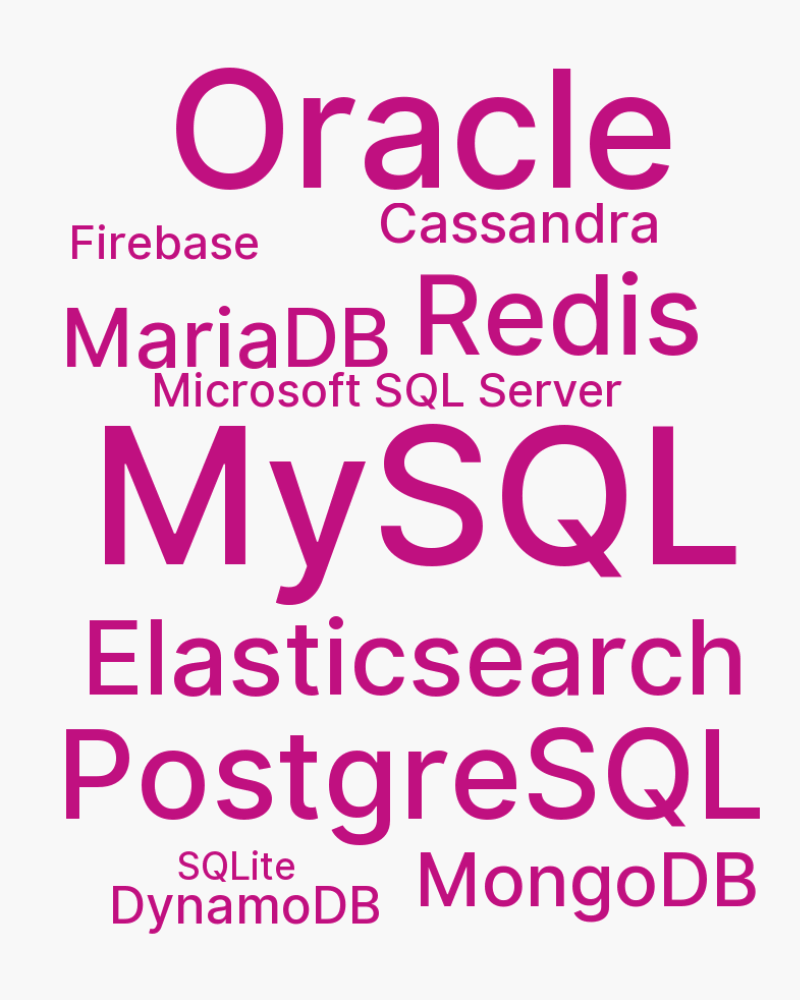 Oracle
Cassandra
Firebase
Redis
MariaDB
Microsoft SQL Server
MySQL
Elasticsearch
PostgreSQL
SQLite
MongoDB
DynamoDB